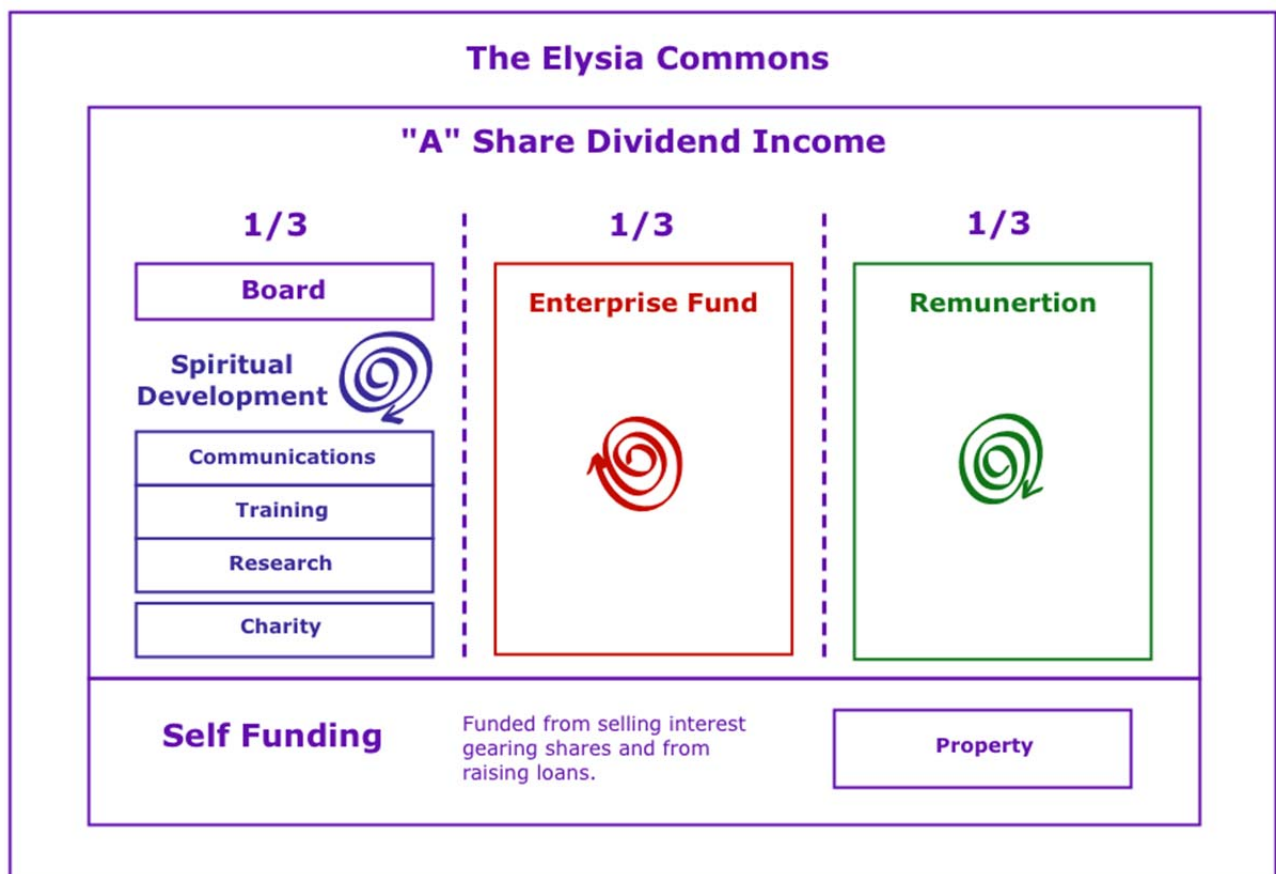 The Elysia Commons
"A" Share Dividend Income
1/3
1/3
1/3
Board
Spiritual
Development
Communications
Training
Research
Charity
Enterprise Fund
Remunertion
Self Funding
Funded from selling interest
gearing shares and from
raising loans.
Property